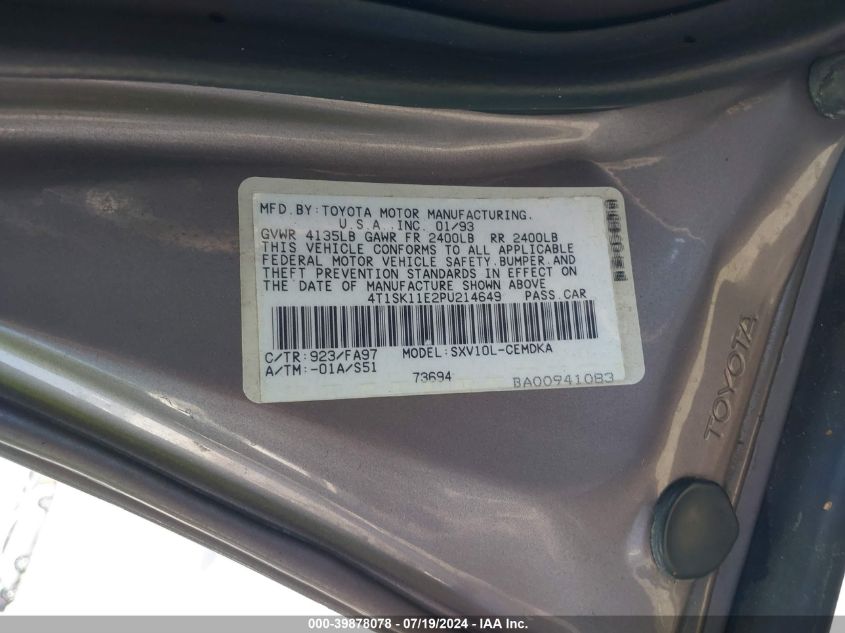 MFD.BY:TOYOTA MOTOR MANUFACTURING,
U.S.A.,INC. 01/93
GVWR 4135LB GAWR FR 2400LB RR 2400LB
THIS VEHICLE CONFORMS TO ALL APPLICABLE
FEDERAL MOTOR VEHICLE SAFETY,BUMPER,AND
THEFT PREVENTION STANDARDS IN EFFECT ON
THE DATE OF MANUFACTURE SHOWN ABOVE
4T1SK11E2PU214649 PASS.CAR
C/TR:923/FA97 MODEL:SXV10L-CEMDKA
A/TM:-01A/S51
73694 BA00941083
TOYOTA
000-39878078 - 07/19/2024 - IAAI.COM